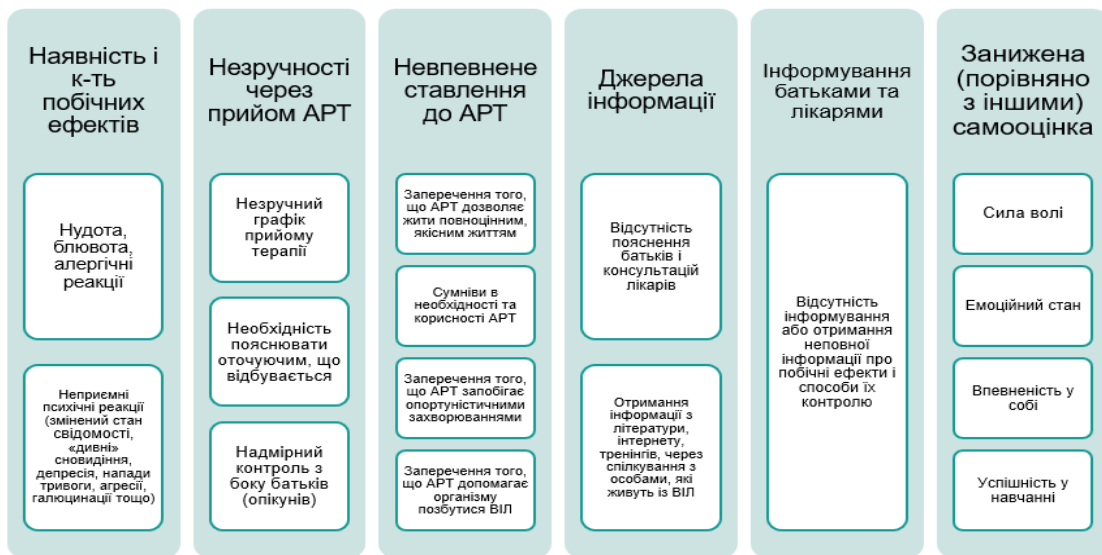 Наявність і
к-ть
побічних
ефектів
Нудота,
блювота,
алергічні
реакції
Неприємні
психічні реакції
(змінений стан
свідомості,
«дивні»
сновидіння,
депресія, напади
тривоги, агресії,
галюцинації тощо)
Незручності
через
прийом АРТ
Незручний
графік
прийому
терапії
Необхідність
пояснювати
оточуючим, що
відбувається
Надмірний
контроль з
боку батьків
(опікунів)
Невпевнене
ставлення
до АРТ
Заперечення того,
що АРТ дозволяє
жити повноцінним,
якісним життям
Сумніви в
необхідності та
корисності АРТ
Заперечення того,
що АРТ запобігає
опортуністичними
захворюваннями
Заперечення того,
що АРТ допомагає
організму
позбутися ВІЛ
Джерела
інформації
Відсутність
пояснення
батьків і
консультацій
лікарів
Отримання
інформації з
літератури,
інтернету,
тренінгів, через
спілкування з
особами, які
живуть із ВІЛ
Інформування
батьками та
лікарями
Відсутність
інформування
або отримання
неповної
інформації про
побічні ефекти і
способи їх
контролю
Занижена
(порівняно
з іншими)
самооцінка
Сила волі
Емоційний стан
Впевненість у
собі
Успішність у
навчанні